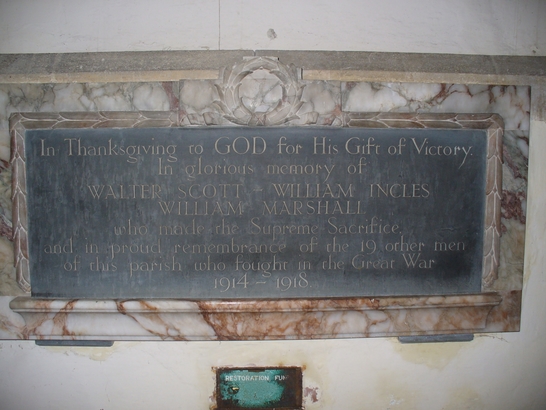 In Thanksgiving to GOD for His Gift of Victory.
In glorious memory of
WALTER SCOTT - WILLIAM INCLES
WILLIAM MARSHALL
who made the Supreme Sacrifice,
and in proud remembrance of the 19 other men
of this parish who fought in the Great War
1914 - 1918.
RESTORATION FUND